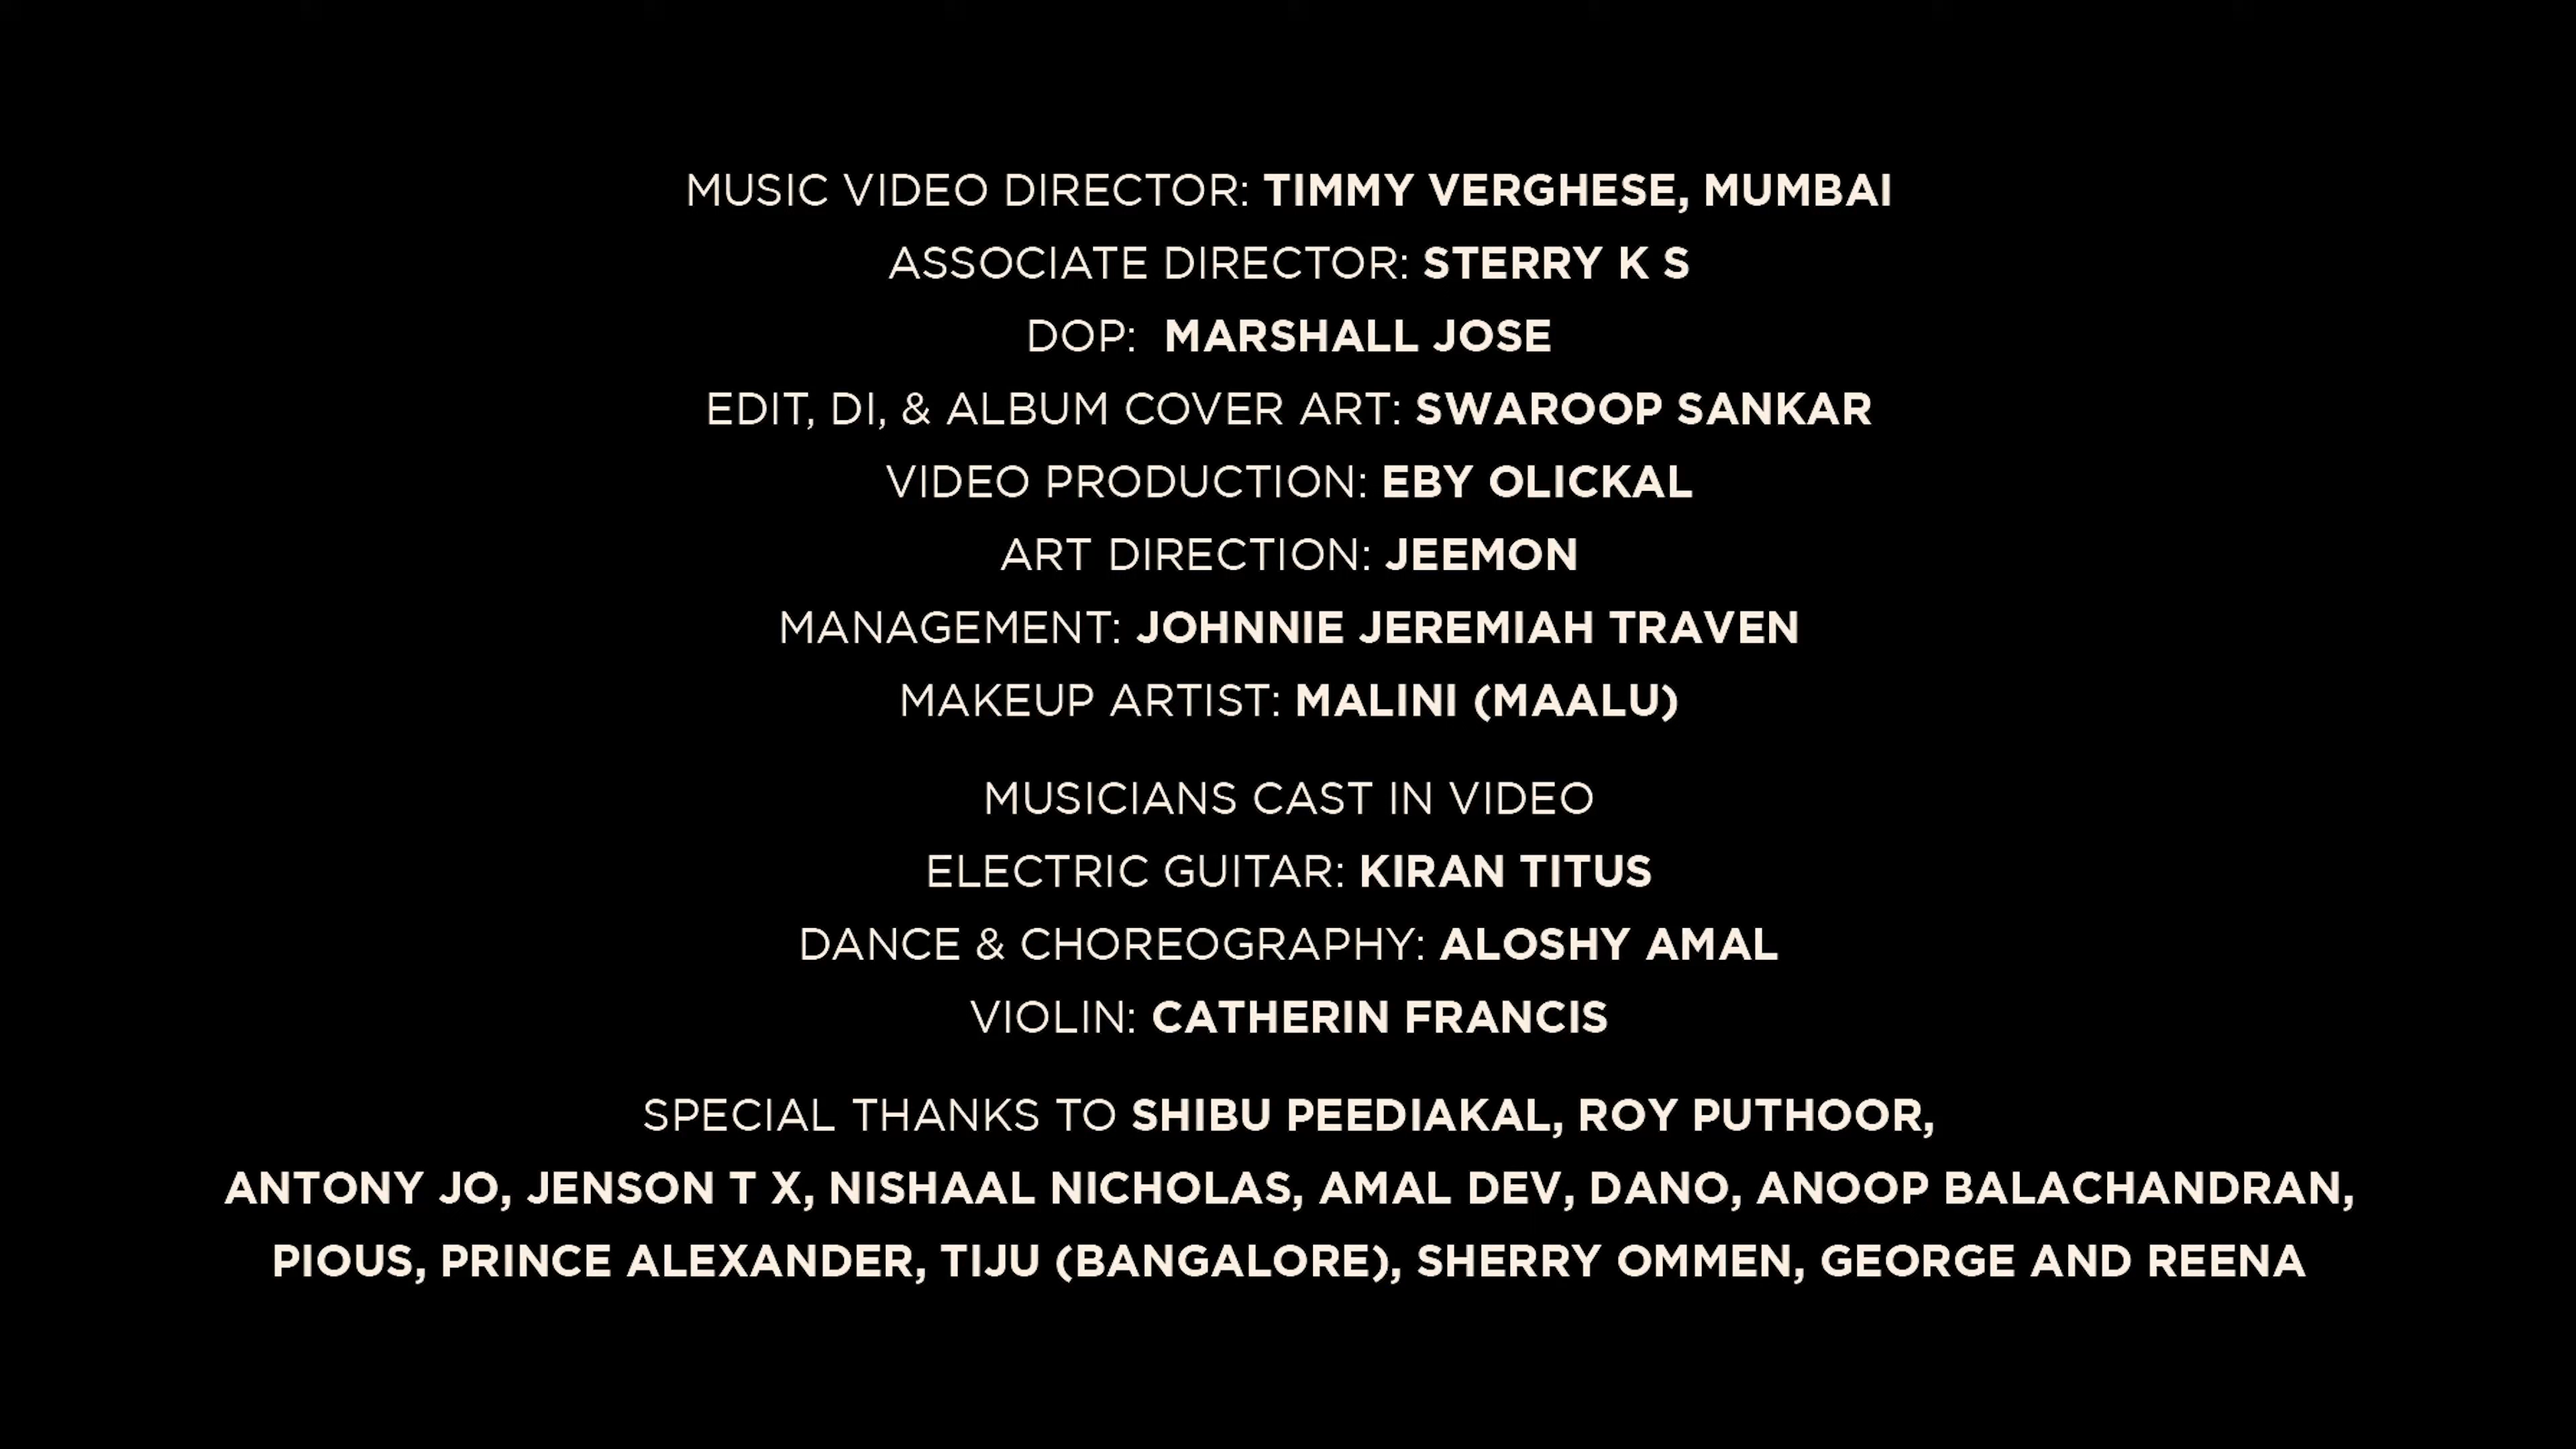 MUSIC VIDEO DIRECTOR: TIMMY VERGHESE, MUMBAI
ASSOCIATE DIRECTOR: STERRY K S
DOP: MARSHALL JOSE
EDIT, DI, & ALBUM COVER ART: SWAROOP SANKAR
VIDEO PRODUCTION: EBY OLICKAL
ART DIRECTION: JEEMON
MANAGEMENT: JOHNNIE JEREMIAH TRAVEN
MAKEUP ARTIST: MALINI (MAALU)
MUSICIANS CAST IN VIDEO
ELECTRIC GUITAR: KIRAN TITUS
DANCE & CHOREOGRAPHY: ALOSHY AMAL
VIOLIN: CATHERIN FRANCIS
SPECIAL THANKS TO SHIBU PEEDIAKAL, ROY PUTHOOR,
ANTONY JO, JENSON T X, NISHAAL NICHOLAS, AMAL DEV, DANO, ANOOP BALACHANDRAN,
PIOUS, PRINCE ALEXANDER, TIJU (BANGALORE), SHERRY OMMEN, GEORGE AND REENA